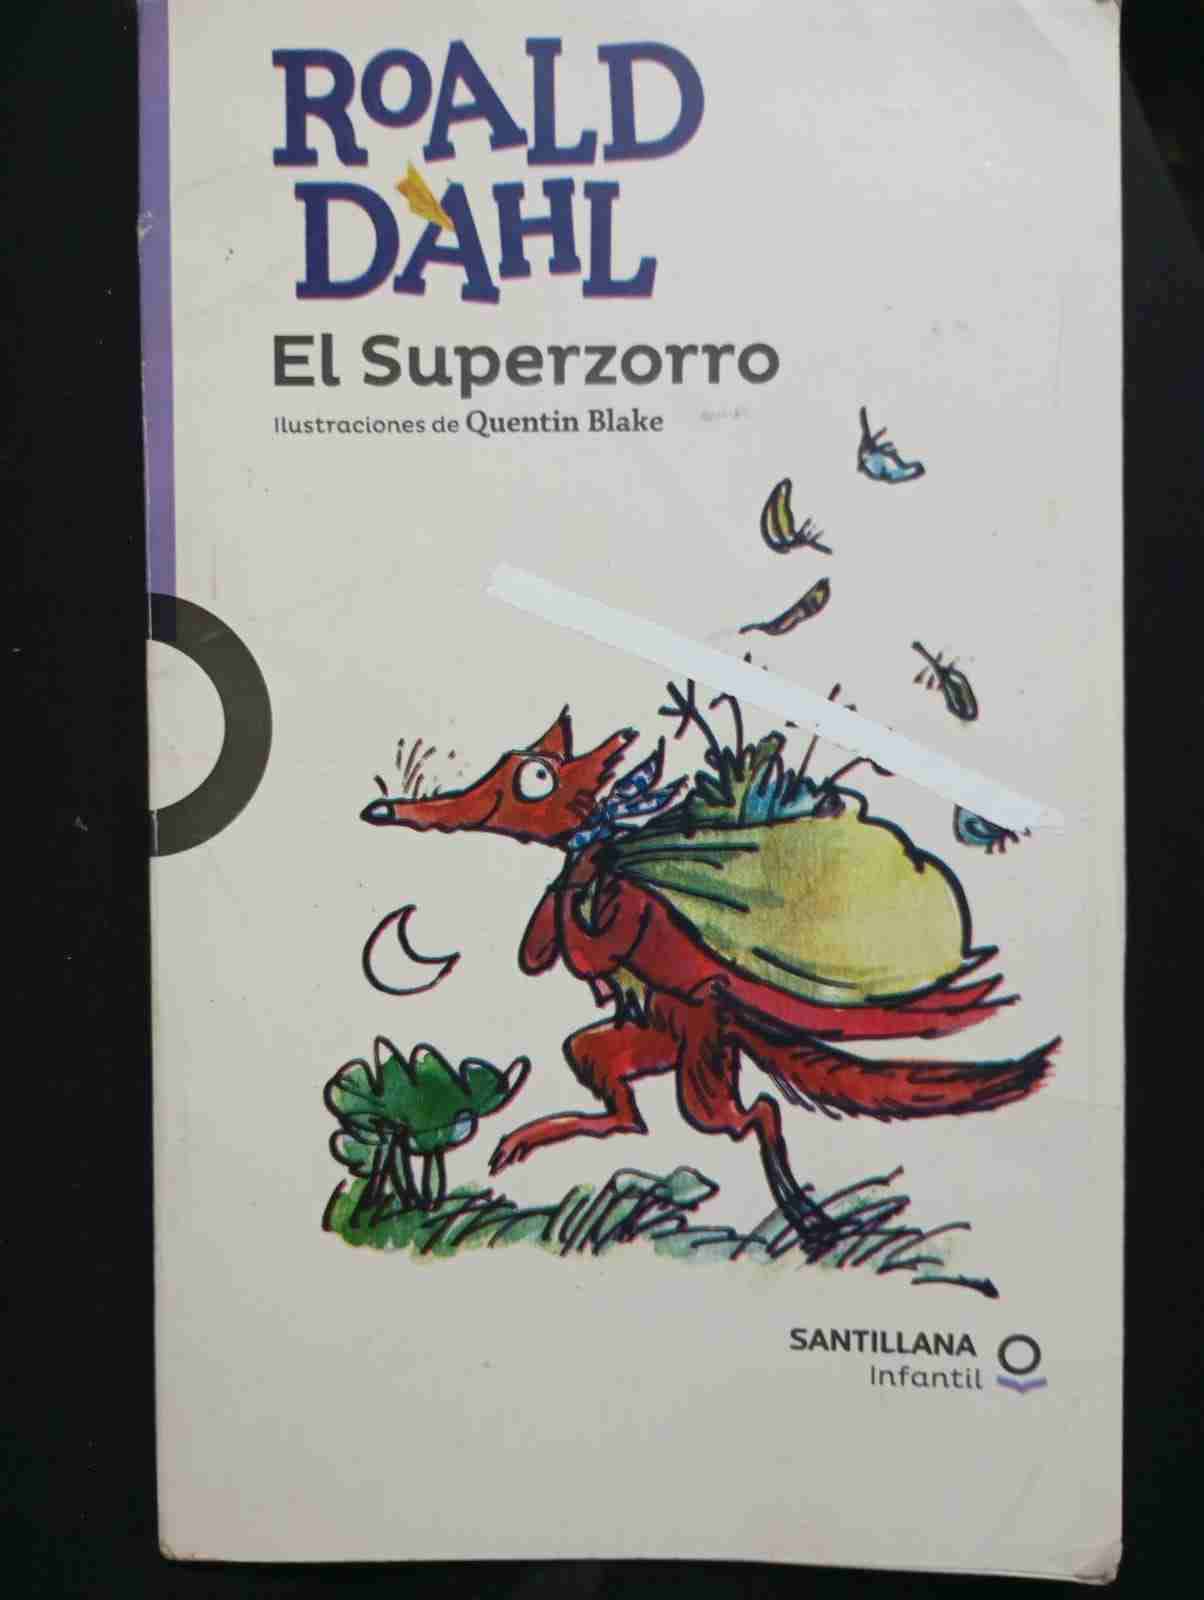 ROALD
DAHL
El Superzorro
Ilustraciones de Quentin Blake
SANTILLANA
Infantil